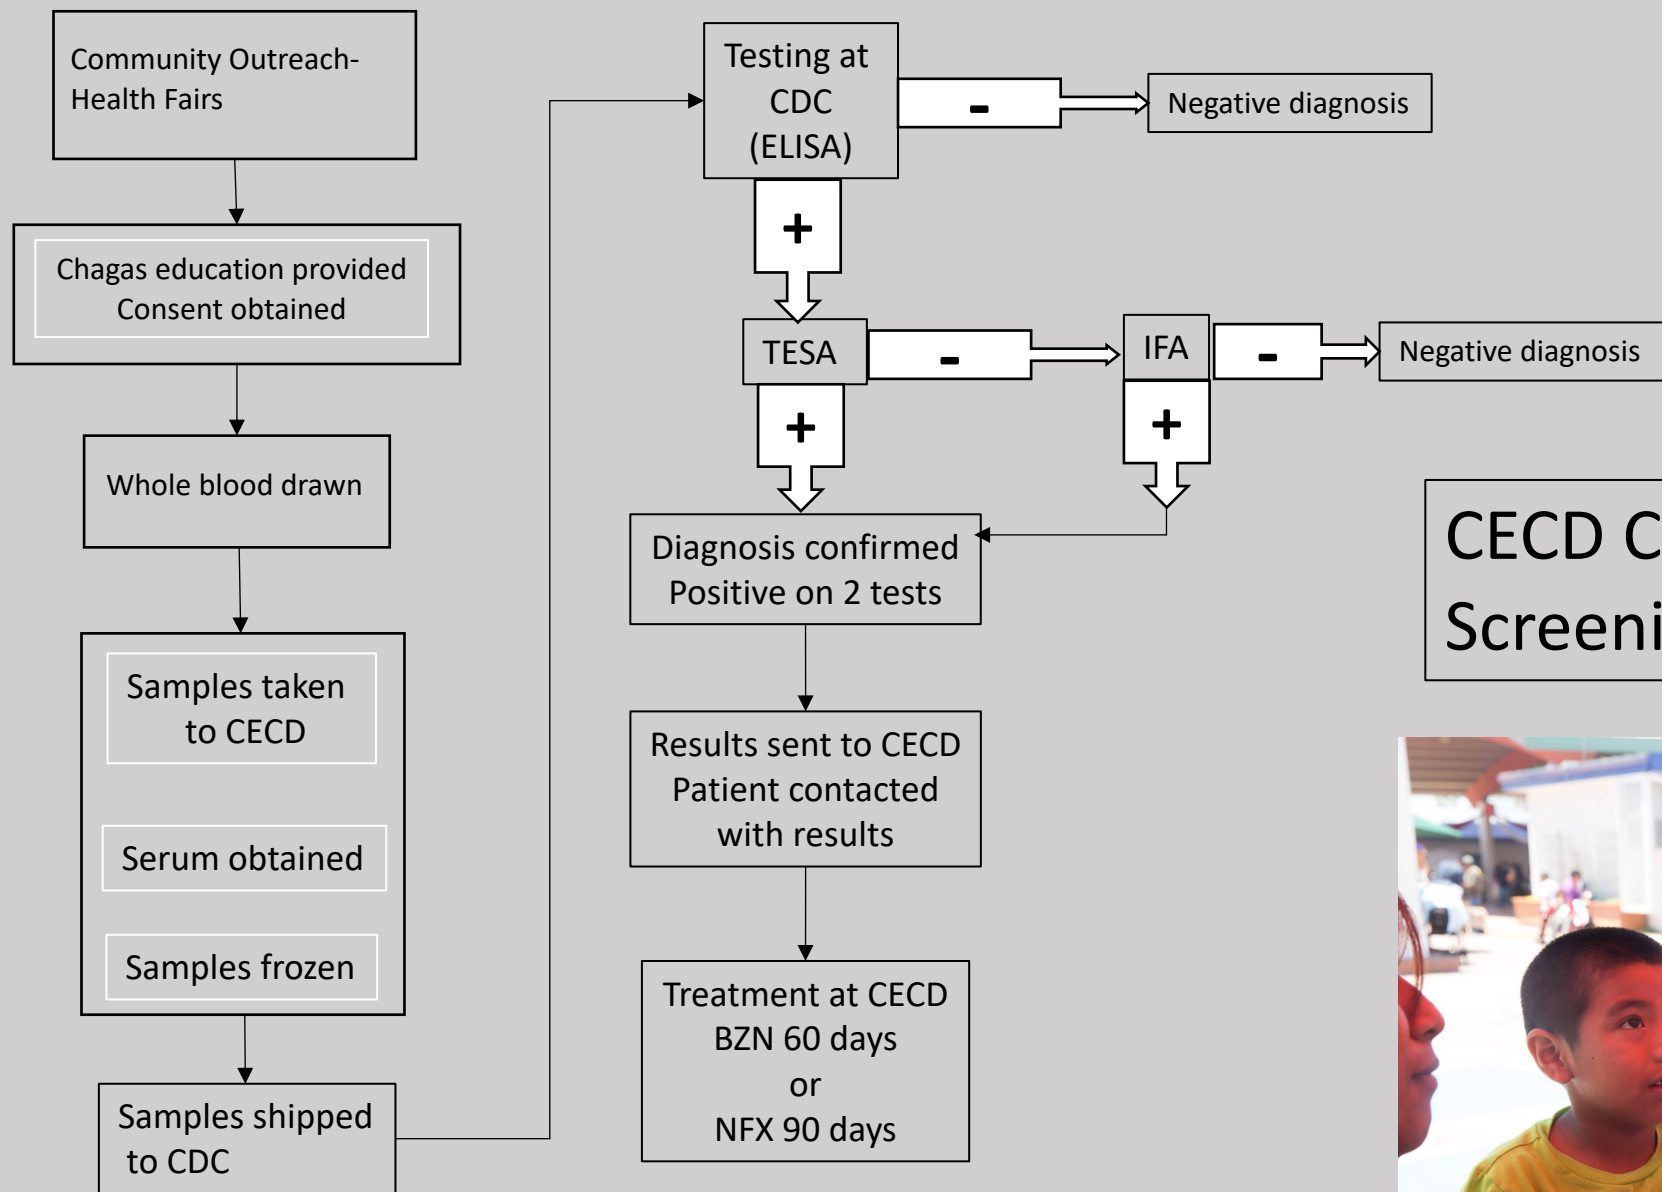 Community Outreach-
Health Fairs
Chagas education provided
Consent obtained
Whole blood drawn
Samples taken
to CECD
Serum obtained
Samples frozen
Samples shipped
to CDC
Testing at
CDC
(ELISA)
-
Negative diagnosis
+
TESA
-
IFA
-
Negative diagnosis
+
+
Diagnosis confirmed
Positive on 2 tests
Results sent to CECD
Patient contacted
with results
Treatment at CECD
BZN 60 days
or
NFX 90 days
CECD